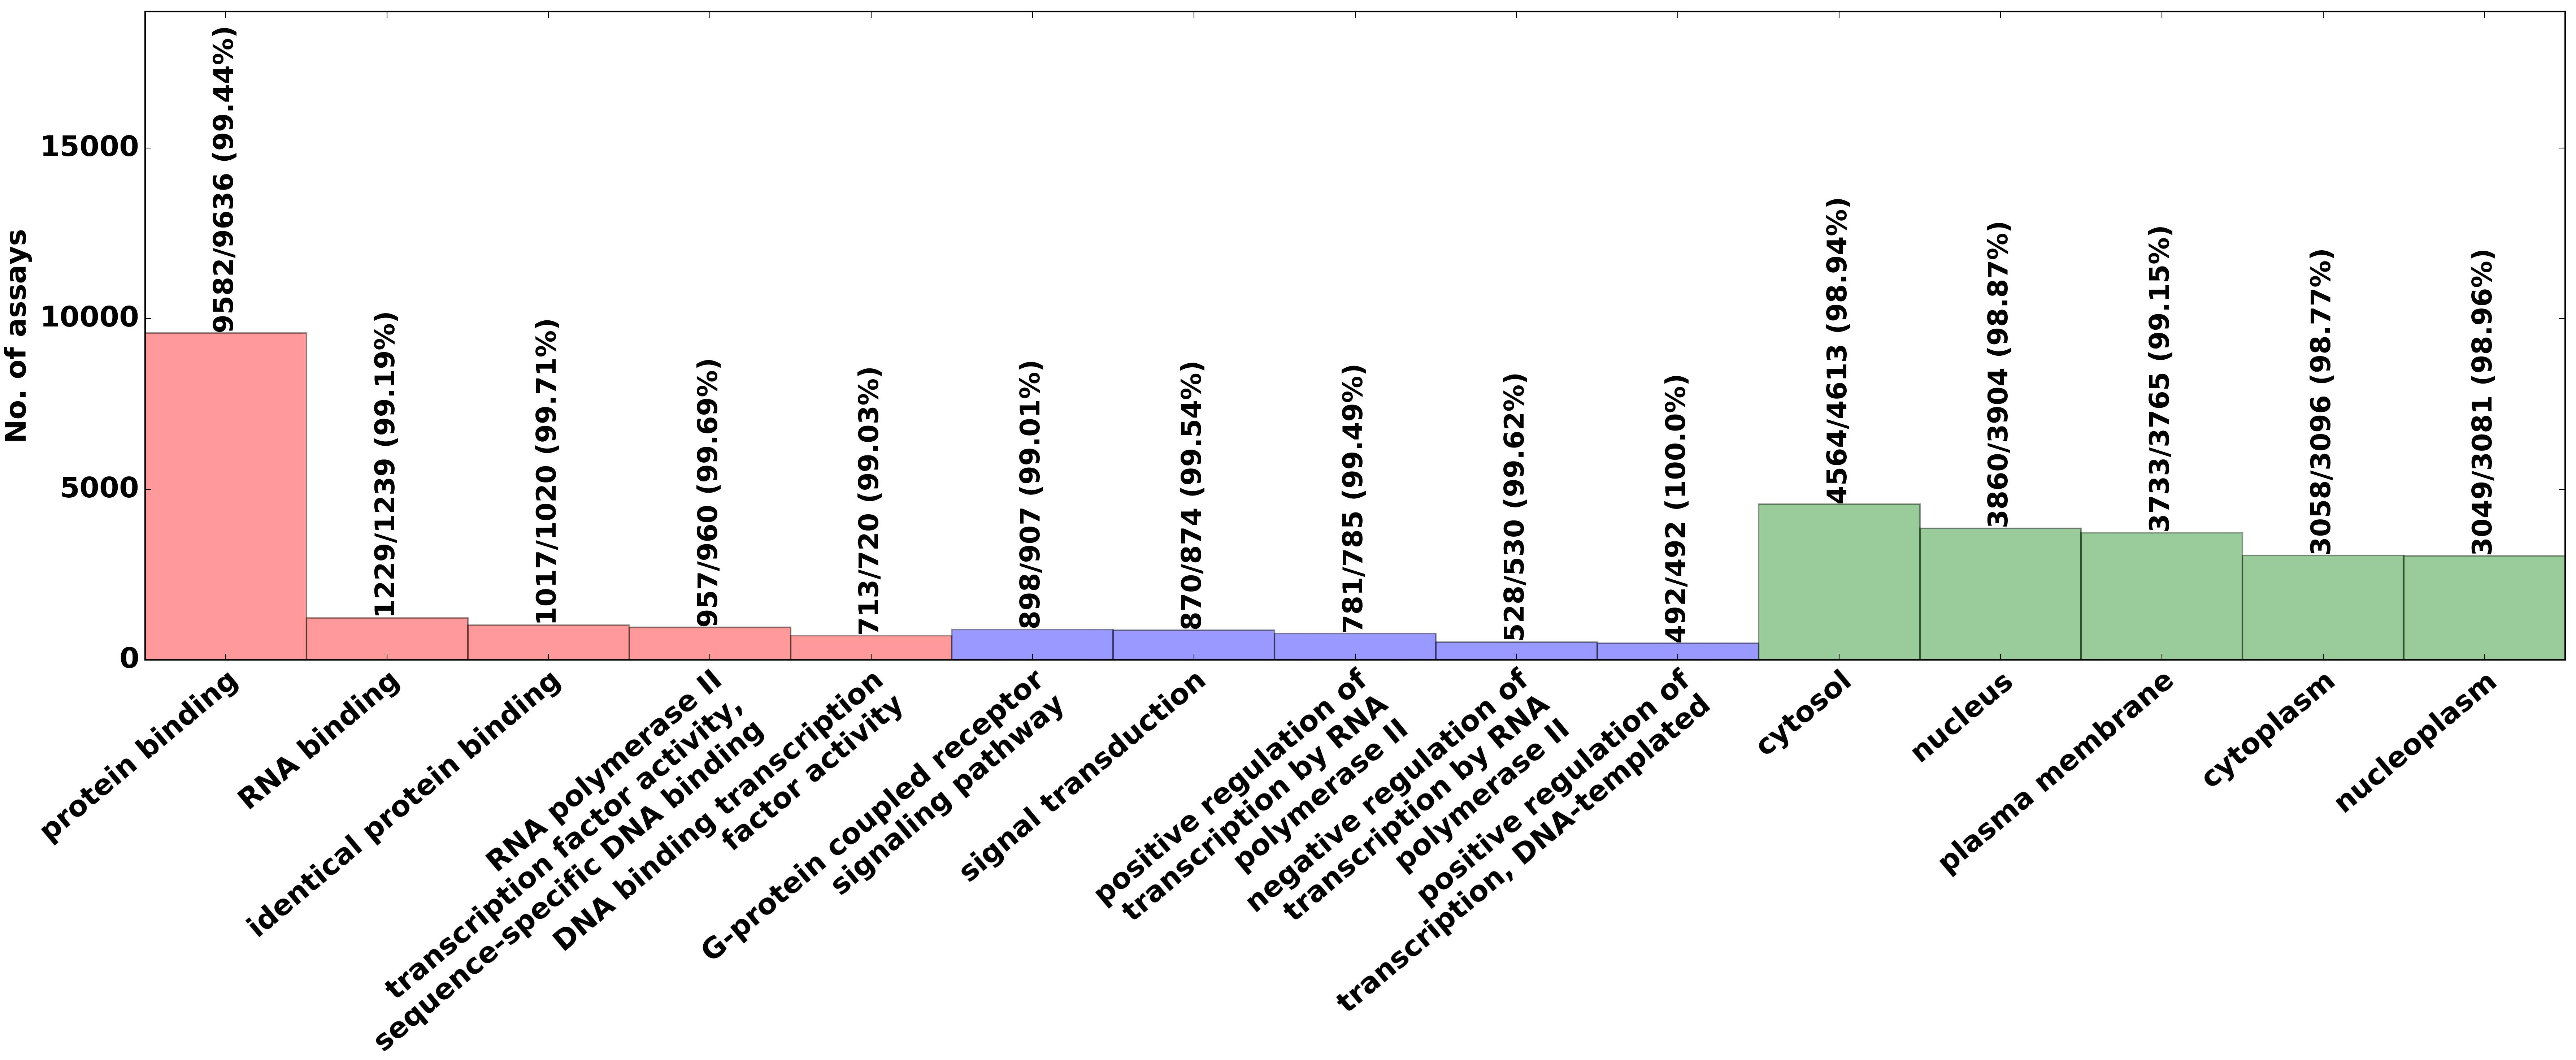 No. of assays
15000
10000
5000
0
9582/9636 (99.44%)
1229/1239 (99.19%)
1017/1020 (99.71%)
957/960 (99.69%)
713/720 (99.03%)
898/907 (99.01%)
870/874 (99.54%)
781/785 (99.49%)
528/530 (99.62%)
492/492 (100.0%)
4564/4613 (98.94%)
3860/3904 (98.87%)
3733/3765 (99.15%)
3058/3096 (98.77%)
3049/3081 (98.96%)
protein binding
RNA binding
identical protein binding
RNA polymerase II
transcription factor activity,
sequence-specific DNA binding
DNA binding transcription
factor activity
G-protein coupled receptor
signaling pathway
signal transduction
positive regulation of
transcription by RNA
polymerase II
negative regulation of
transcription by RNA
polymerase II
positive regulation of
transcription, DNA-templated
cytosol
nucleus
plasma membrane
cytoplasm
nucleoplasm